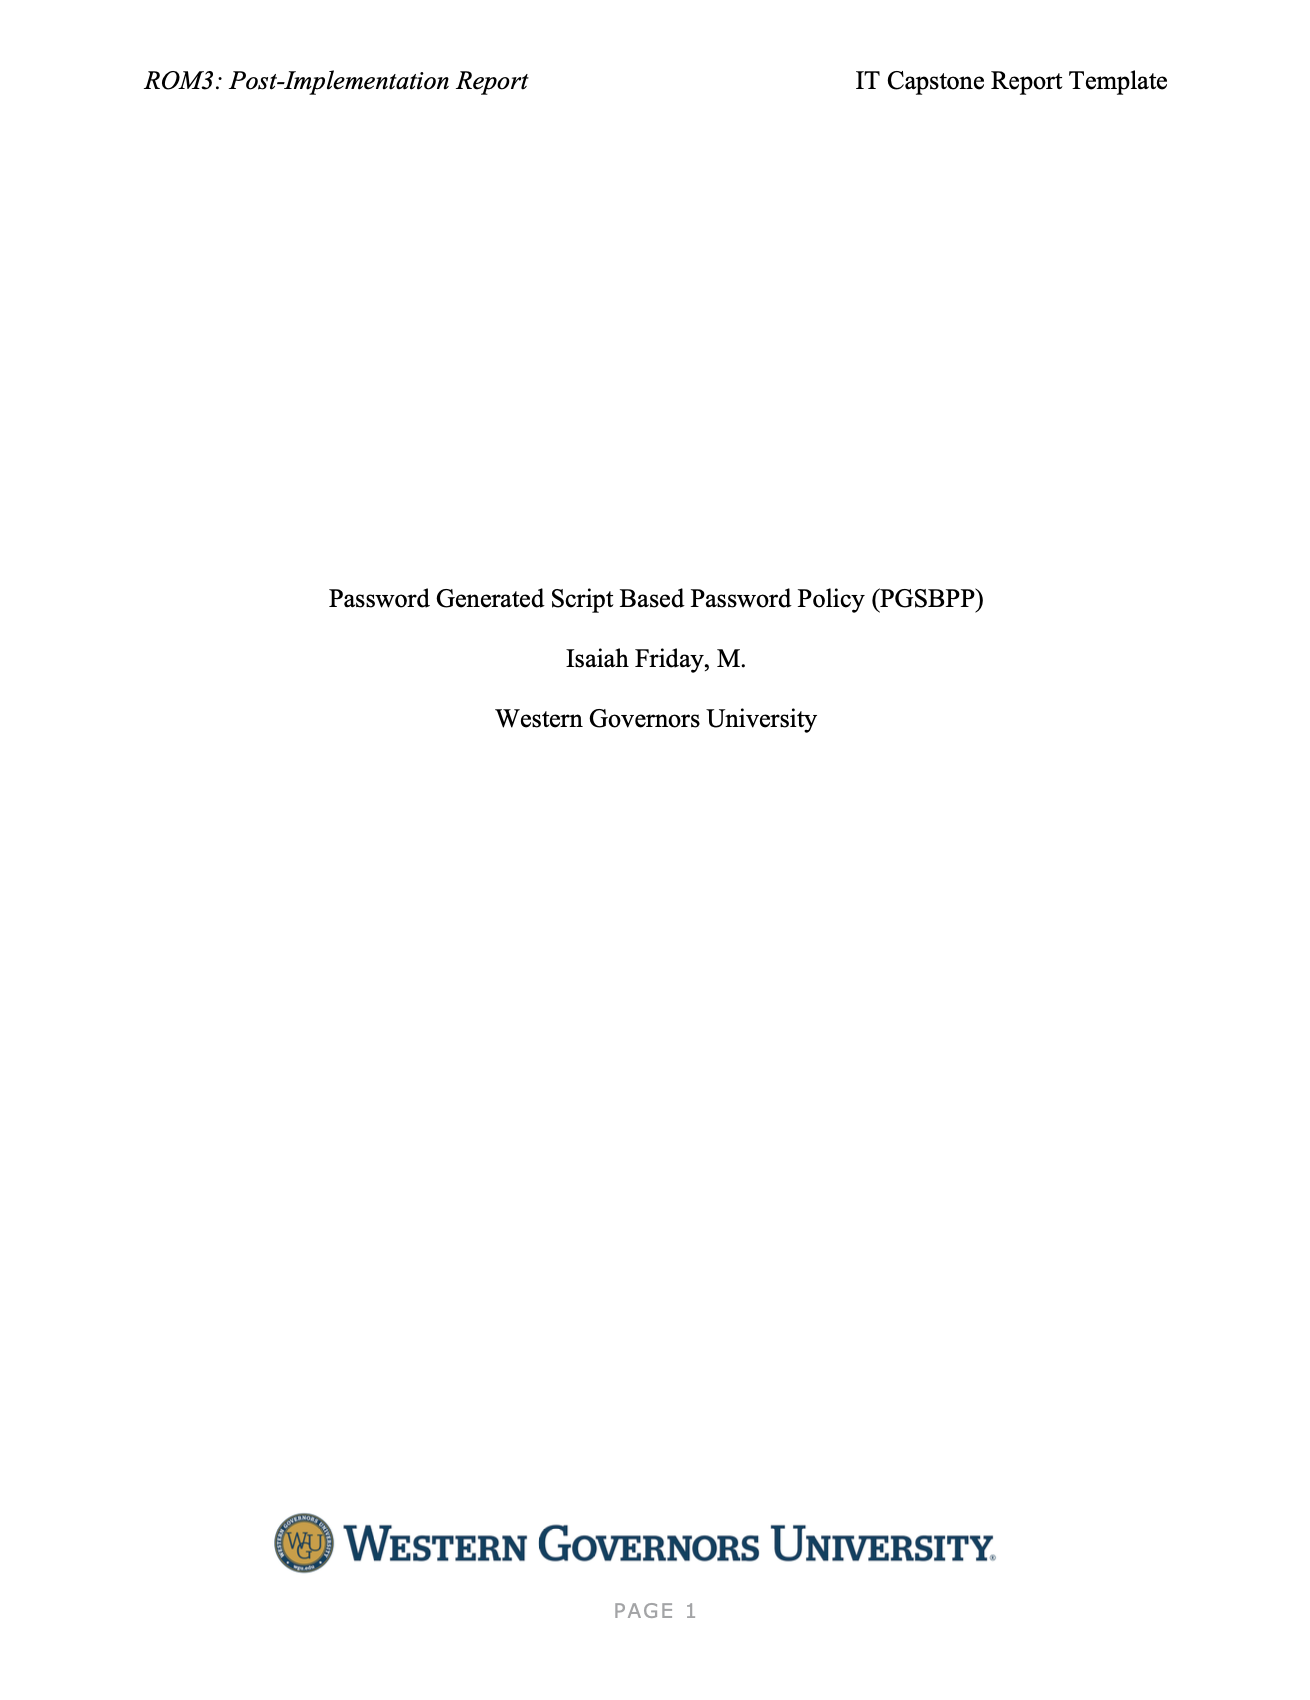 ROM3: Post-Implementation Report IT Capstone Report Template
Password Generated Script Based Password Policy (PGSBPP)
Isaiah Friday, M.
Western Governors University
WGU WESTERN GOVERNORS UNIVERSITY
PAGE 1